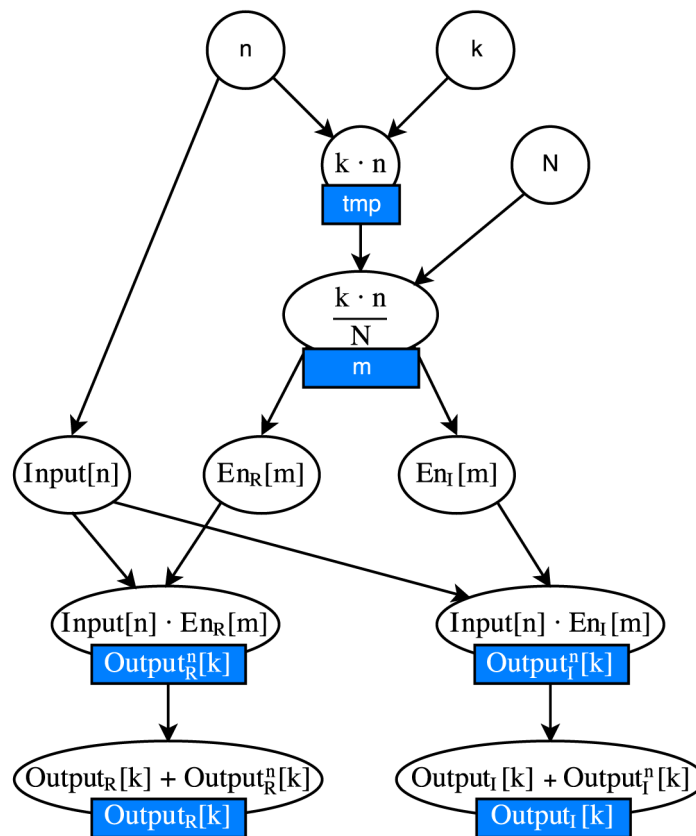 n
k
k · n
N
tmp
k · n
N
m
Input[n]
En_R[m]
En_I[m]
Input[n] · En_R[m]
Input[n] · En_I[m]
Output_R^n[k]
Output_I^n[k]
Output_R[k] + Output_R^n[k]
Output_I[k] + Output_I^n[k]
Output_R[k]
Output_I[k]